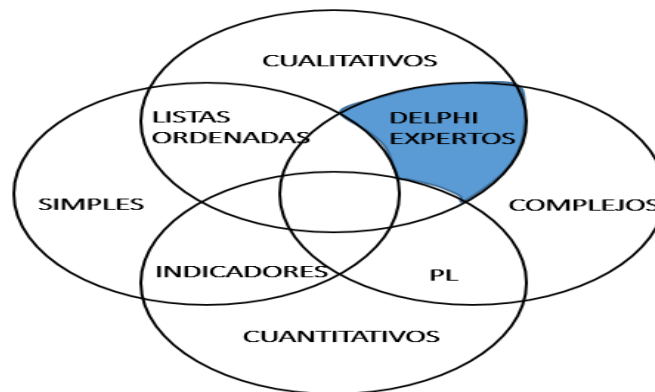 CUALITATIVOS
LISTAS
ORDENADAS
DELPHI
EXPERTOS
SIMPLES
COMPLEJOS
INDICADORES
PL
CUANTITATIVOS